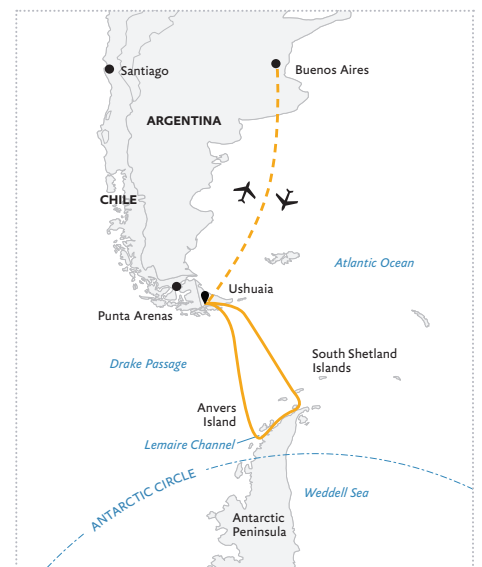 Santiago
Buenos Aires
ARGENTINA
CHILE
Atlantic Ocean
Ushuaia
Punta Arenas
South Shetland
Islands
Drake Passage
Anvers
Island
Lemaire Channel
ANTARCTIC CIRCLE
Weddell Sea
Antarctic
Peninsula